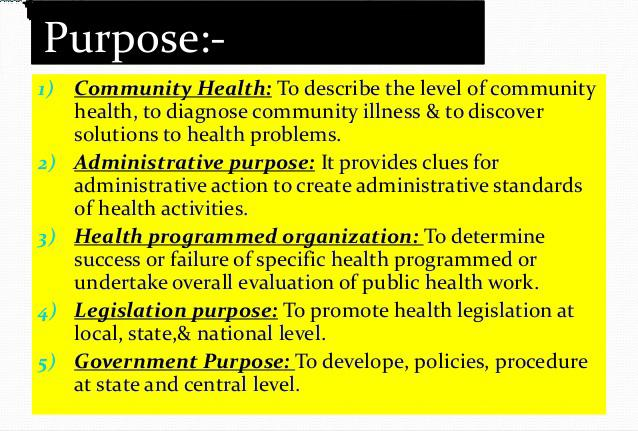 Purpose:-
1) Community Health: To describe the level of community
health, to diagnose community illness & to discover
solutions to health problems.
2) Administrative purpose: It provides clues for
administrative action to create administrative standards
of health activities.
3) Health programmed organization: To determine
success or failure of specific health programmed or
undertake overall evaluation of public health work.
4) Legislation purpose: To promote health legislation at
local, state,& national level.
5) Government Purpose: To develope, policies, procedure
at state and central level.